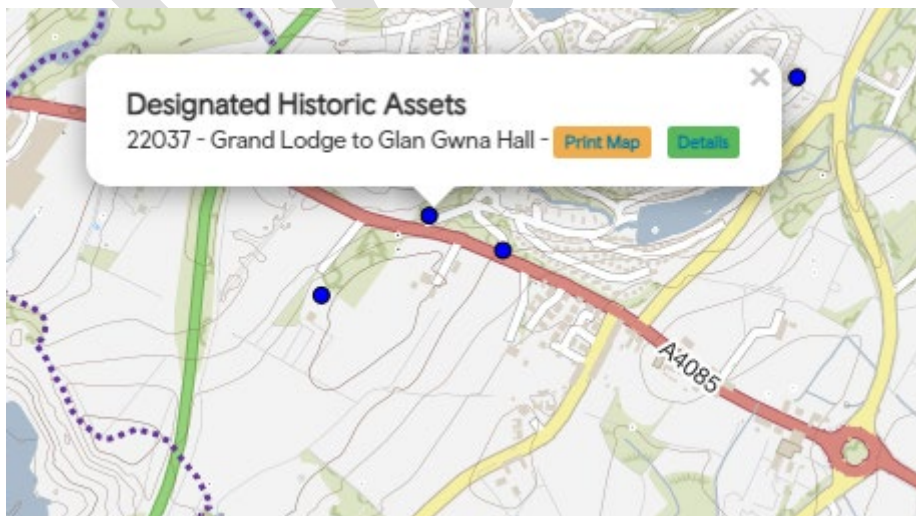 Designated Historic Assets
22037 - Grand Lodge to Glan Gwna Hall - Print Map Details
A4085